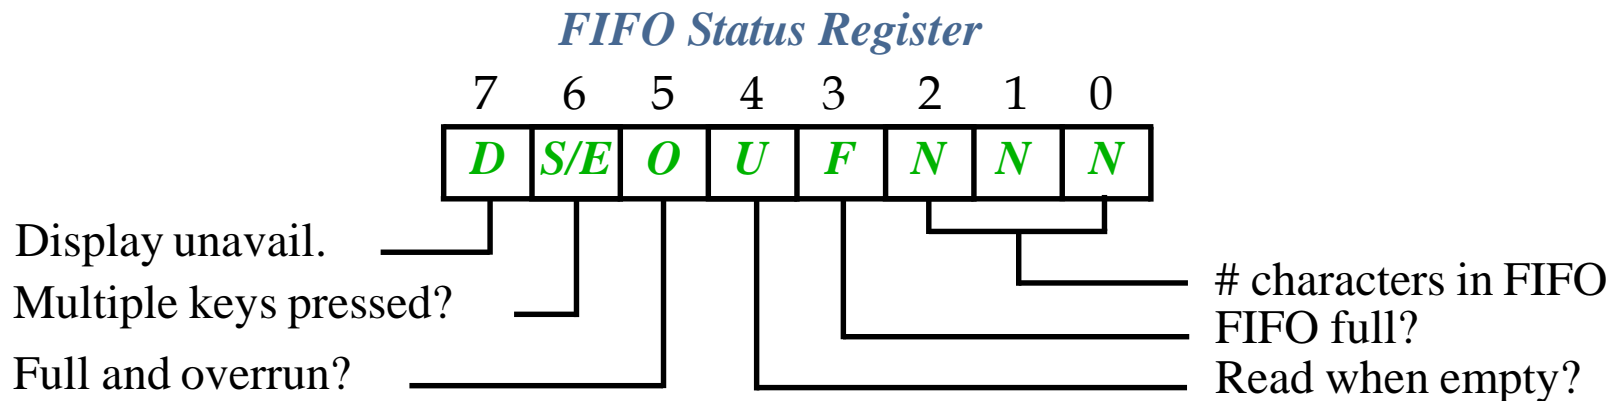 FIFO Status Register
7 6 5 4 3 2 1 0
D S/E O U F N N N
Display unavail.
Multiple keys pressed?
Full and overrun?
# characters in FIFO
FIFO full?
Read when empty?